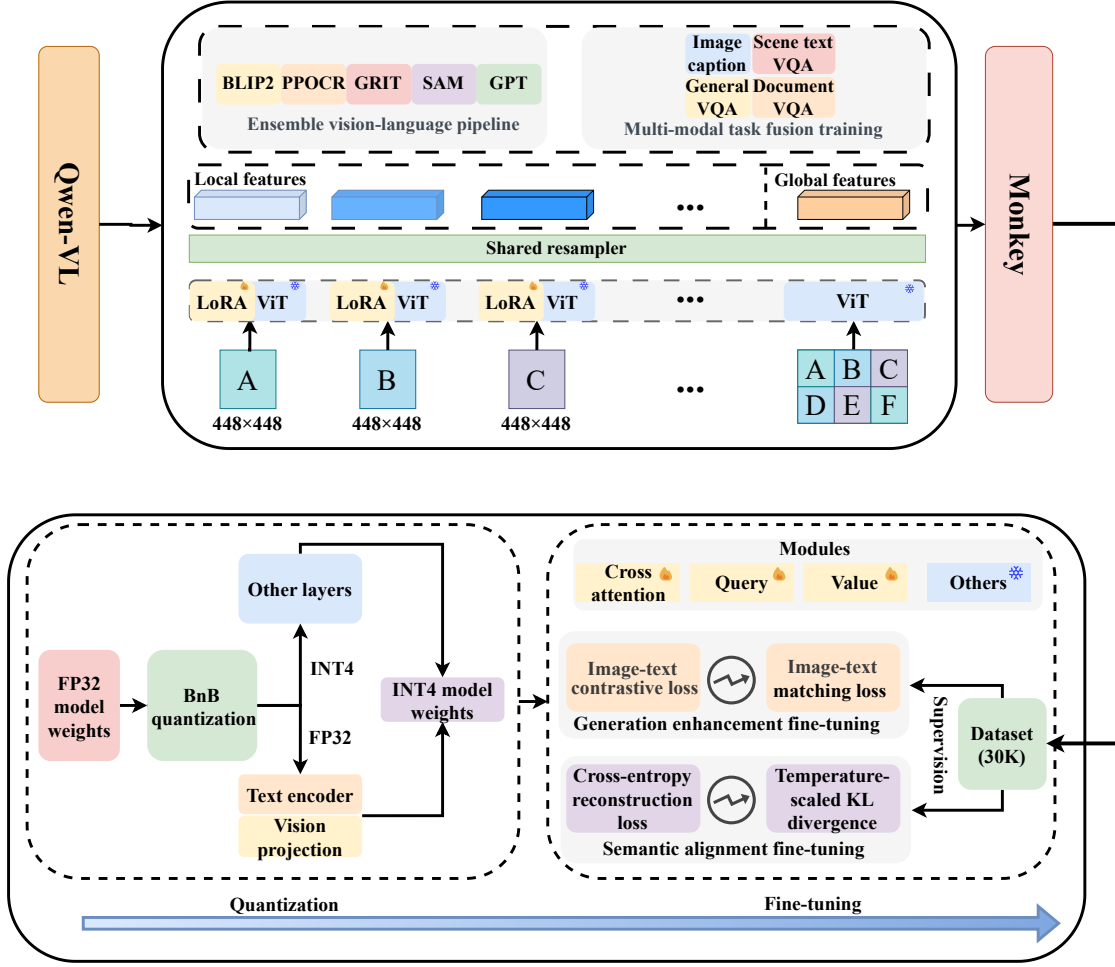 Qwen-VL
BLIP2 PPOCR GRIT SAM GPT
Ensemble vision-language pipeline
Image
caption
Scene text
VQA
General
VQA
Document
VQA
Multi-modal task fusion training
Local features
Global features
...
Shared resampler
LoRA ViT
LoRA ViT
LoRA ViT
...
ViT
A
B
C
...
A B C
D E F
448×448
448×448
448×448
Monkey
FP32
model
weights
BnB
quantization
Other layers
INT4
FP32
Text encoder
Vision
projection
INT4 model
weights
Modules
Cross
attention
Query
Value
Others
Image-text
contrastive loss
Image-text
matching loss
Generation enhancement fine-tuning
Cross-entropy
reconstruction
loss
Temperature-
scaled KL
divergence
Semantic alignment fine-tuning
Supervision
Dataset
(30K)
Quantization
Fine-tuning